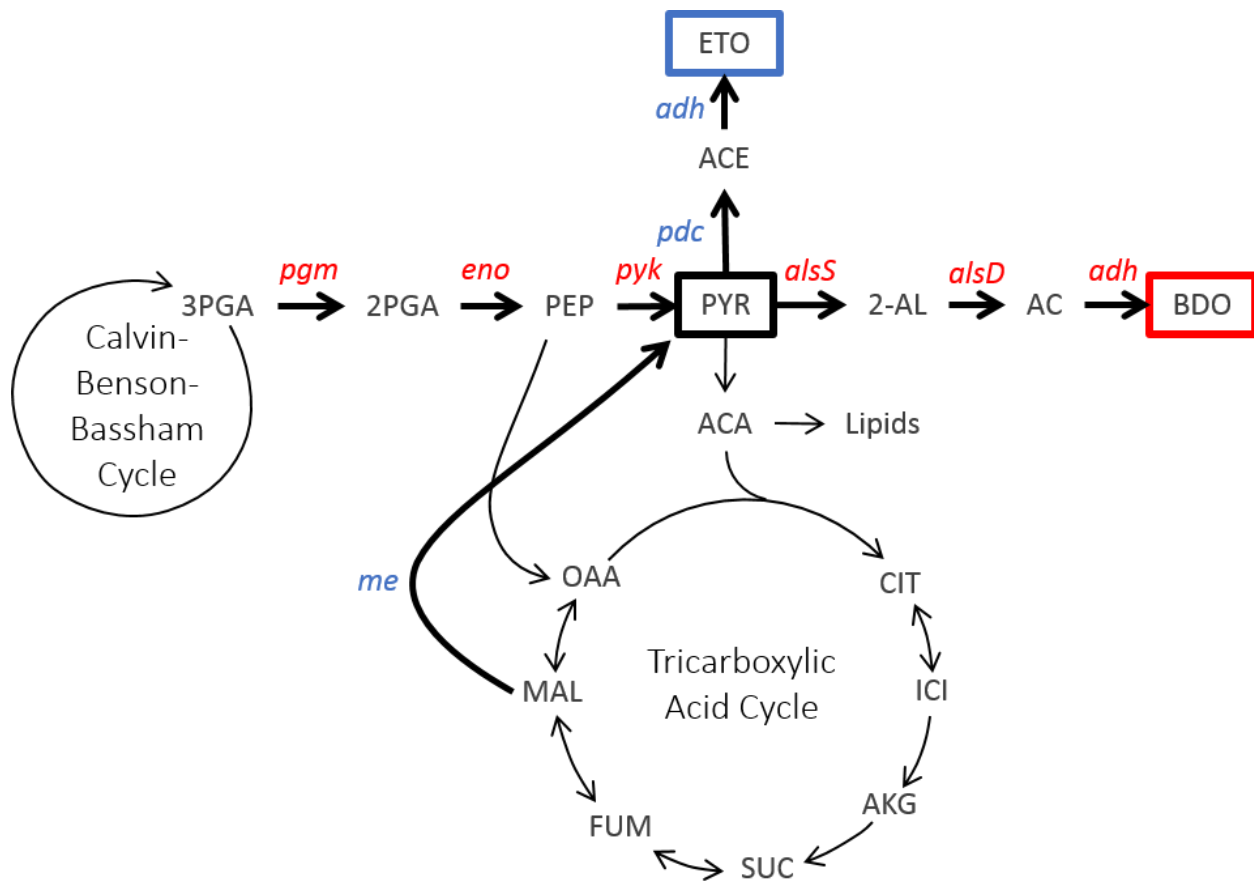 ETO
adh
ACE
pdc
pgm
eno
pyk
alsS
alsD
adh
3PGA
2PGA
PEP
PYR
2-AL
AC
BDO
Calvin-
Benson-
Bassham
Cycle
ACA
Lipids
me
OAA
CIT
Tricarboxylic
Acid Cycle
MAL
ICI
AKG
FUM
SUC